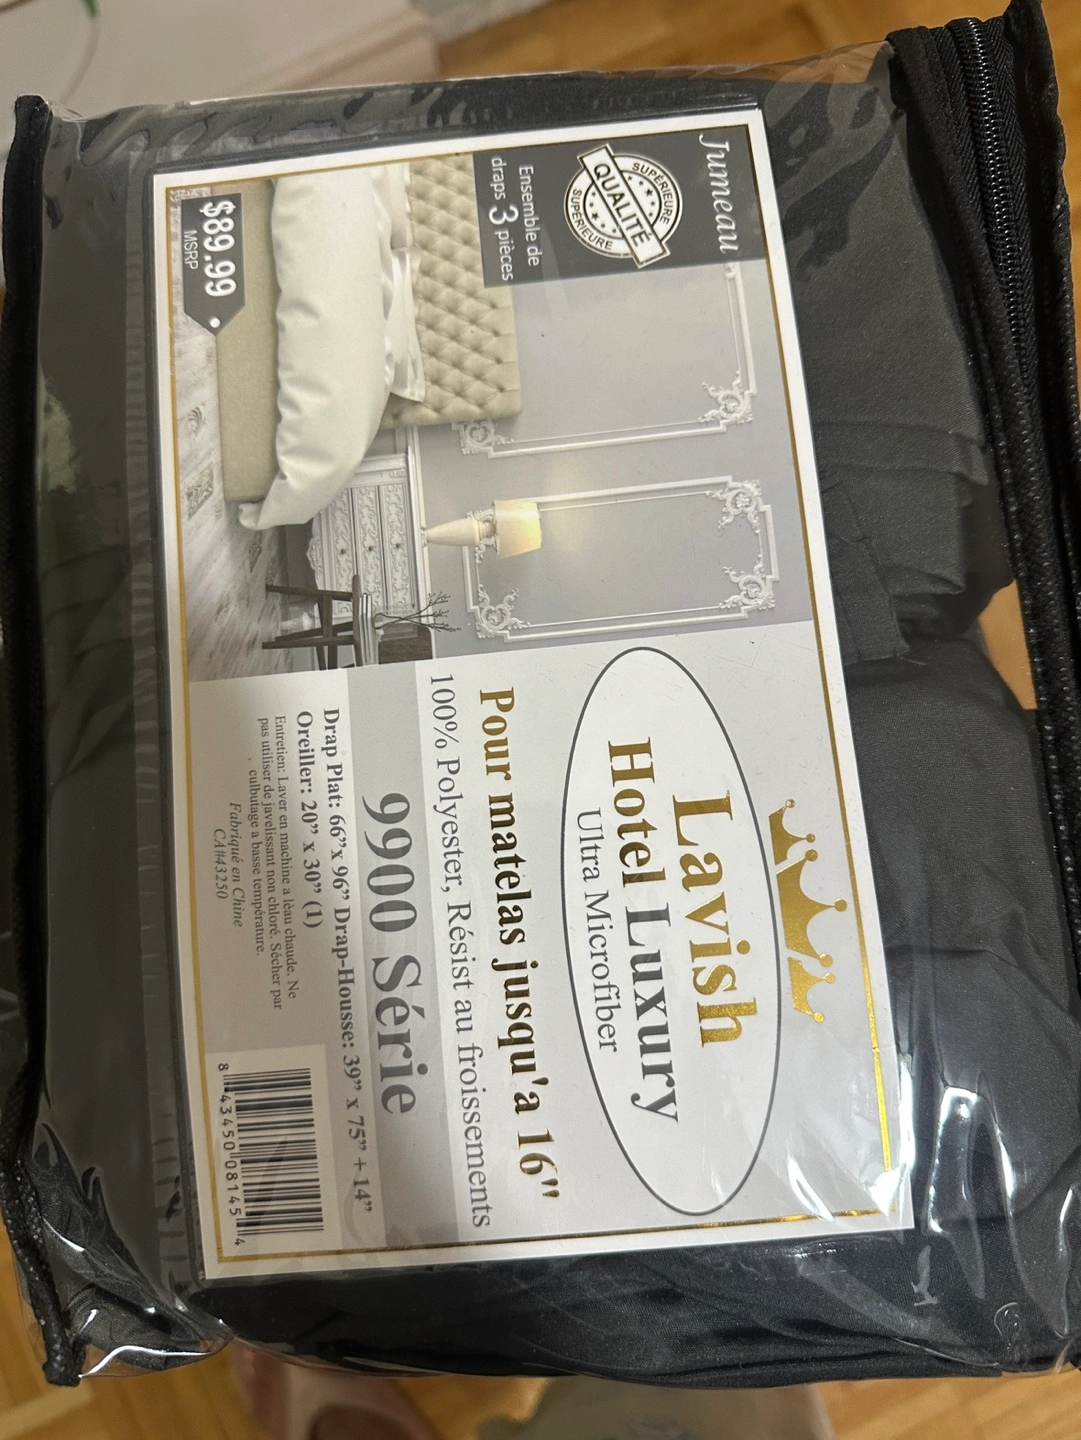 Jumeau
SUPÉRIEURE
QUALITÉ
SUPÉRIEURE
Ensemble de
draps 3 pièces
$89.99
MSRP
Lavish
Hotel Luxury
Ultra Microfiber
Pour matelas jusqu'a 16"
100% Polyester, Résist au froissements
9900 Série
Drap Plat: 66”x 96” Drap-Housse: 39” x 75” + 14”
Oreiller: 20” x 30” (1)
Entretien: Laver en machine a leau chaude. Ne
pas utiliser de javelissant non chloré. Sécher par
culbutage a basse température.
Fabriqué en Chine
CA#43250
8 43450 08145 4